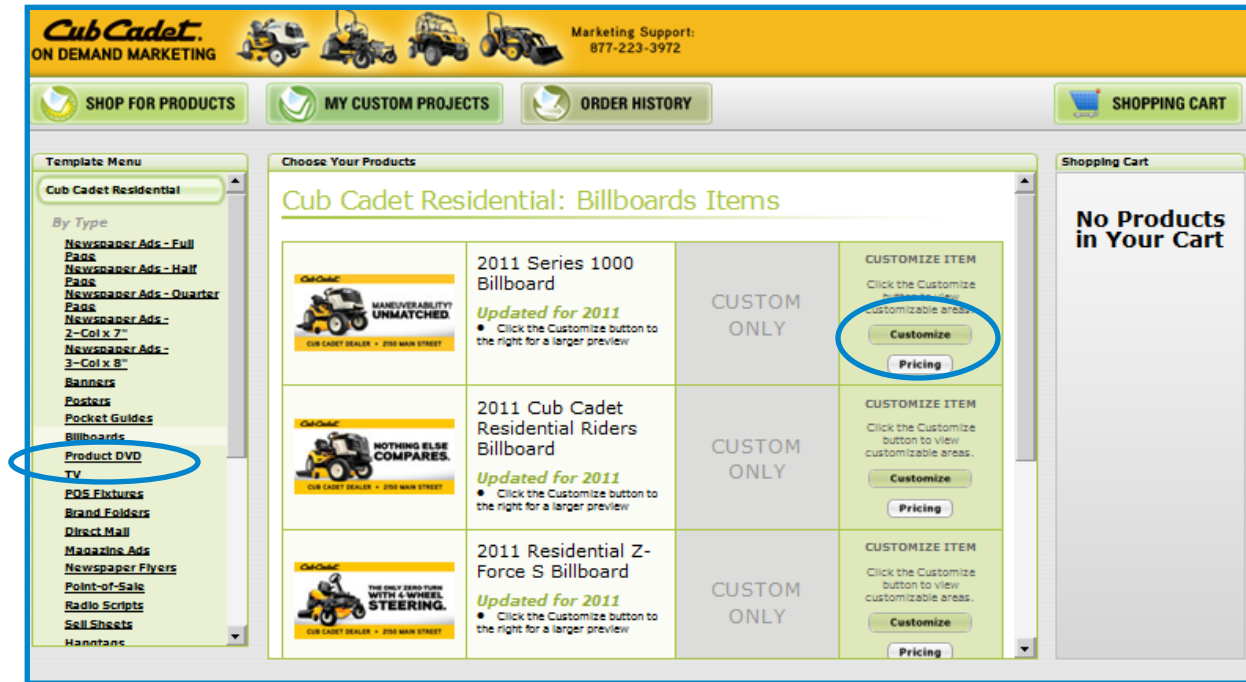 Cub Cadet.
ON DEMAND MARKETING
Marketing Support:
877-223-3972
SHOP FOR PRODUCTS
MY CUSTOM PROJECTS
ORDER HISTORY
SHOPPING CART
Template Menu
Cub Cadet Residential
By Type
Newspaper Ads - Full
Page
Newspaper Ads - Half
Page
Newspaper Ads - Quarter
Page
Newspaper Ads -
2-Col x 7"
Newspaper Ads -
3-Col x 8"
Banners
Posters
Pocket Guides
Billboards
Product DVD
TV
POS Fixtures
Brand Folders
Direct Mail
Magazine Ads
Newspaper Flyers
Point-of-Sale
Radio Scripts
Sell Sheets
Hangtags
Choose Your Products
Cub Cadet Residential: Billboards Items
Cub Cadet
MANEUVERABILITY?
UNMATCHED.
CUB CADET DEALER • 2150 MAIN STREET
2011 Series 1000
Billboard
Updated for 2011
• Click the Customize button to
the right for a larger preview
CUSTOM
ONLY
CUSTOMIZE ITEM
Click the Customize
button to view
customizable areas.
Customize
Pricing
Cub Cadet
NOTHING ELSE
COMPARES.
CUB CADET DEALER • 2150 MAIN STREET
2011 Cub Cadet
Residential Riders
Billboard
Updated for 2011
• Click the Customize button to
the right for a larger preview
CUSTOM
ONLY
CUSTOMIZE ITEM
Click the Customize
button to view
customizable areas.
Customize
Pricing
Cub Cadet
THE ONLY ZERO-TURN
WITH 4-WHEEL
STEERING.
CUB CADET DEALER • 2150 MAIN STREET
2011 Residential Z-
Force S Billboard
Updated for 2011
• Click the Customize button to
the right for a larger preview
CUSTOM
ONLY
CUSTOMIZE ITEM
Click the Customize
button to view
customizable areas.
Customize
Pricing
Shopping Cart
No Products
in Your Cart